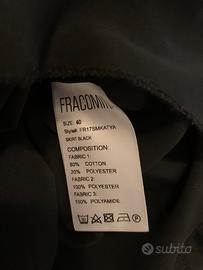 FRACOMINA
SIZE: 40
Style#: FR17SMKATYA
SKIRT BLACK
COMPOSITION:
FABRIC 1:
80% COTTON
20% POLYESTER
FABRIC 2:
100% POLYESTER
FABRIC 3:
100% POLYAMIDE
subito